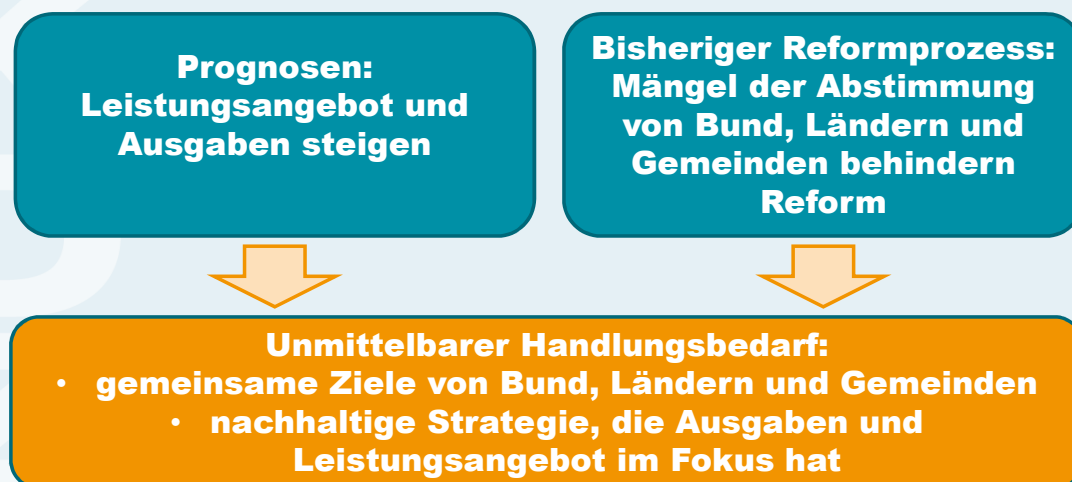 Prognosen:
Leistungsangebot und
Ausgaben steigen
Bisheriger Reformprozess:
Mängel der Abstimmung
von Bund, Ländern und
Gemeinden behindern
Reform
Unmittelbarer Handlungsbedarf:
• gemeinsame Ziele von Bund, Ländern und Gemeinden
• nachhaltige Strategie, die Ausgaben und
Leistungsangebot im Fokus hat